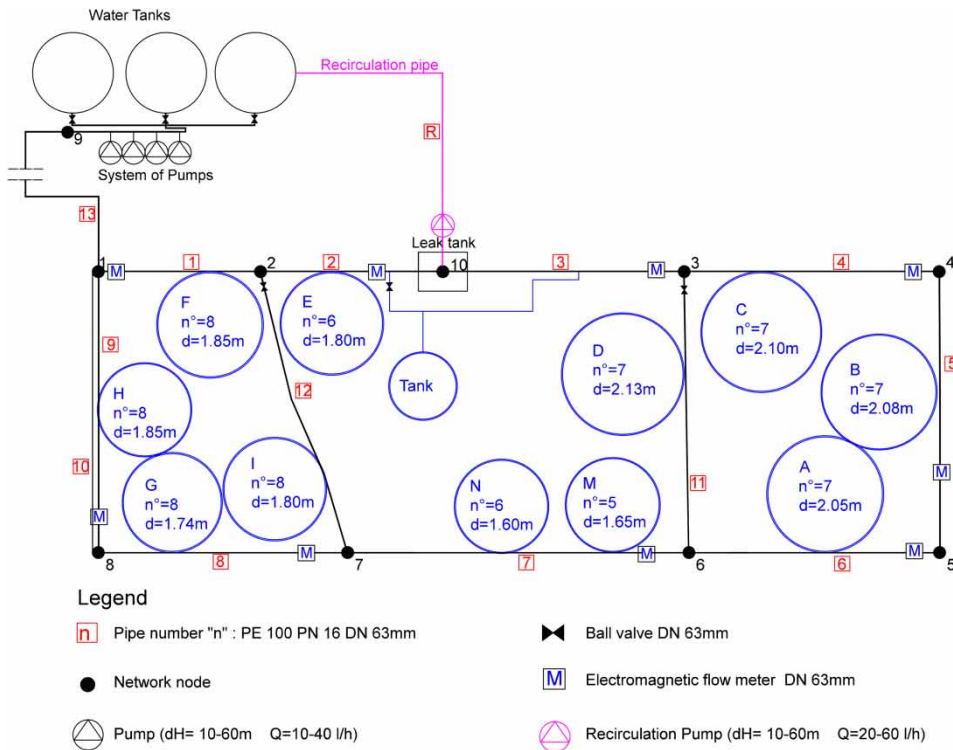 Water Tanks
Recirculation pipe
R
9
System of Pumps
13
Leak tank
1
M
1
2
2
M
10
3
M
3
4
M
4
F
n°=8
d=1.85m
E
n°=6
d=1.80m
C
n°=7
d=2.10m
9
D
n°=7
d=2.13m
5
B
n°=7
d=2.08m
Tank
12
H
n°=8
d=1.85m
A
n°=7
d=2.05m
10
G
n°=8
d=1.74m
I
n°=8
d=1.80m
N
n°=6
d=1.60m
M
n°=5
d=1.65m
11
M
M
8
8
M
7
7
M
6
6
M
5
Legend
n Pipe number "n" : PE 100 PN 16 DN 63mm
Ball valve DN 63mm
Network node
M Electromagnetic flow meter DN 63mm
Pump (dH= 10-60m Q=10-40 l/h)
Recirculation Pump (dH= 10-60m Q=20-60 l/h)